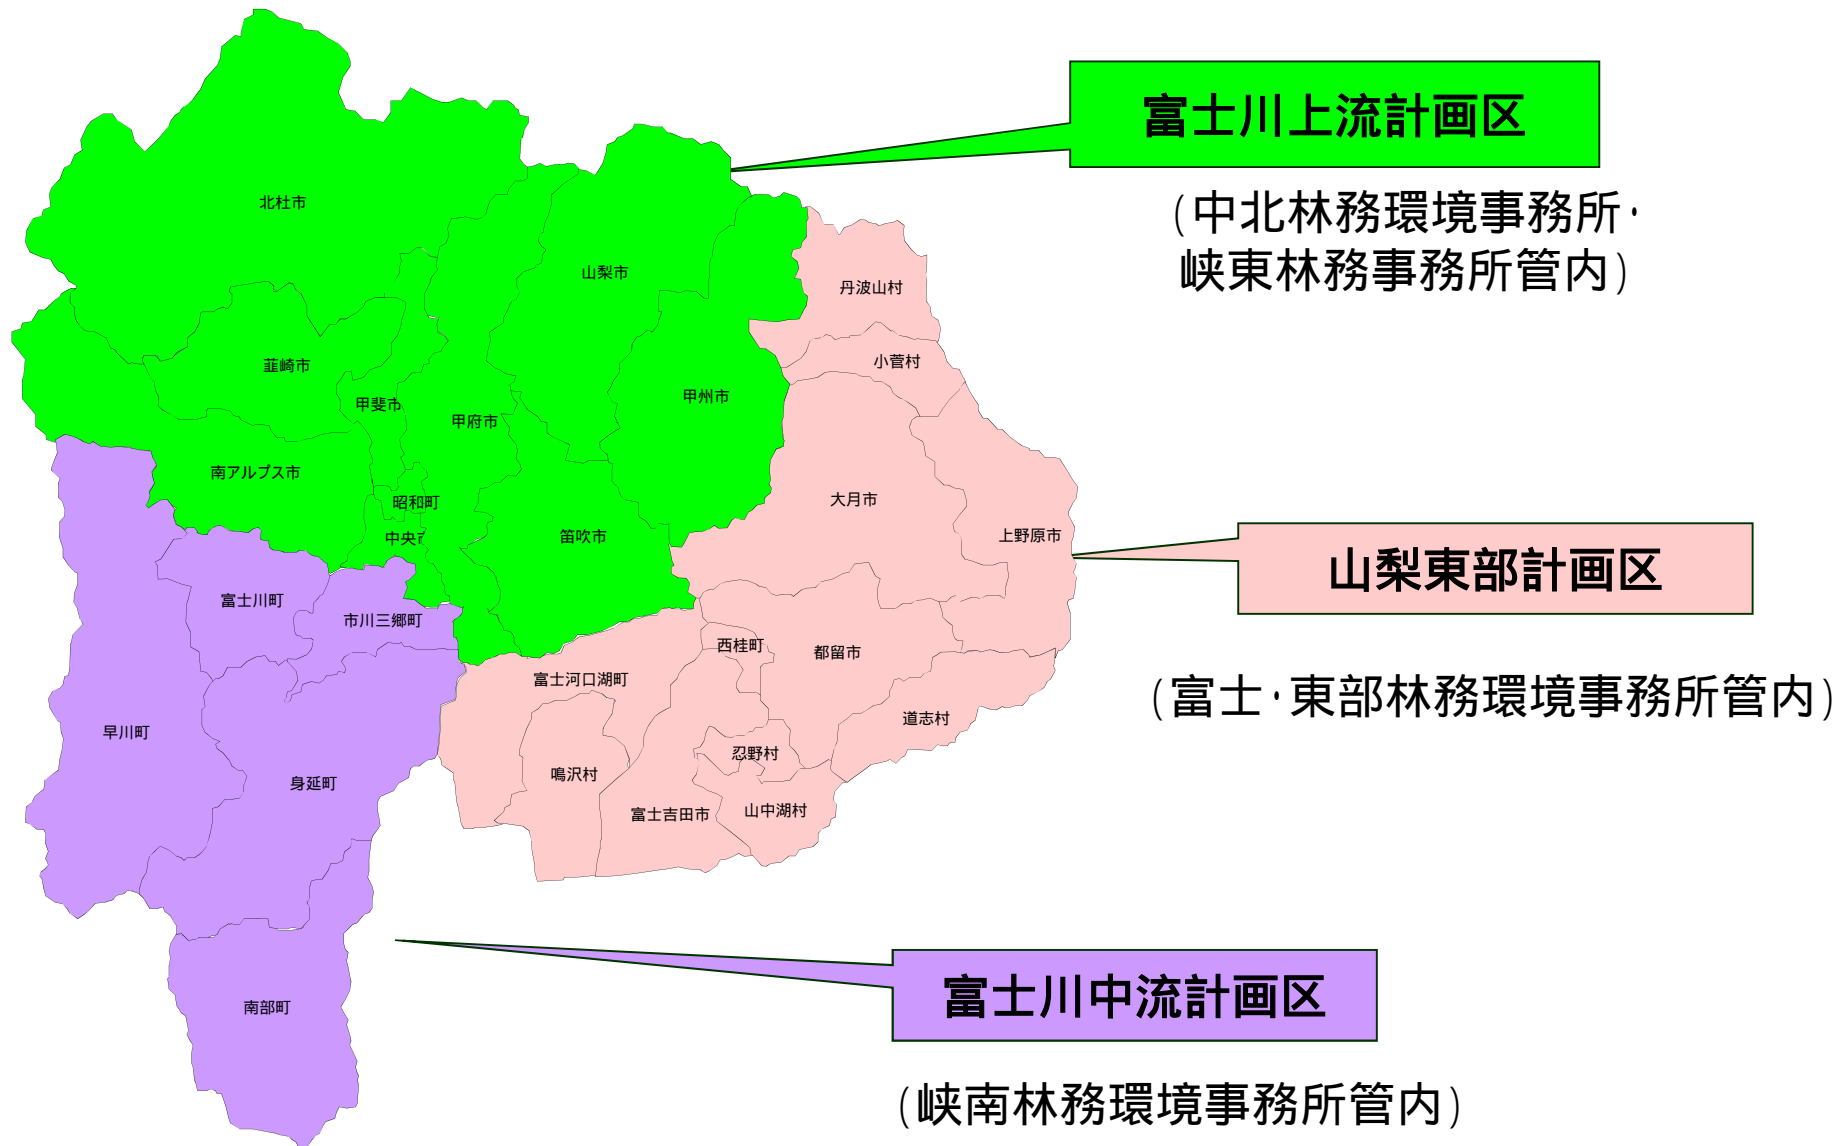 富士川上流計画区
(中北林務環境事務所・
峡東林務事務所管内)
北杜市
山梨市
丹波山村
小菅村
韮崎市
甲斐市
甲州市
甲府市
南アルプス市
昭和町
大月市
中央市
笛吹市
上野原市
山梨東部計画区
富士川町
市川三郷町
西桂町
都留市
(富士・東部林務環境事務所管内)
富士河口湖町
道志村
早川町
忍野村
鳴沢村
身延町
富士吉田市
山中湖村
富士川中流計画区
南部町
(峡南林務環境事務所管内)